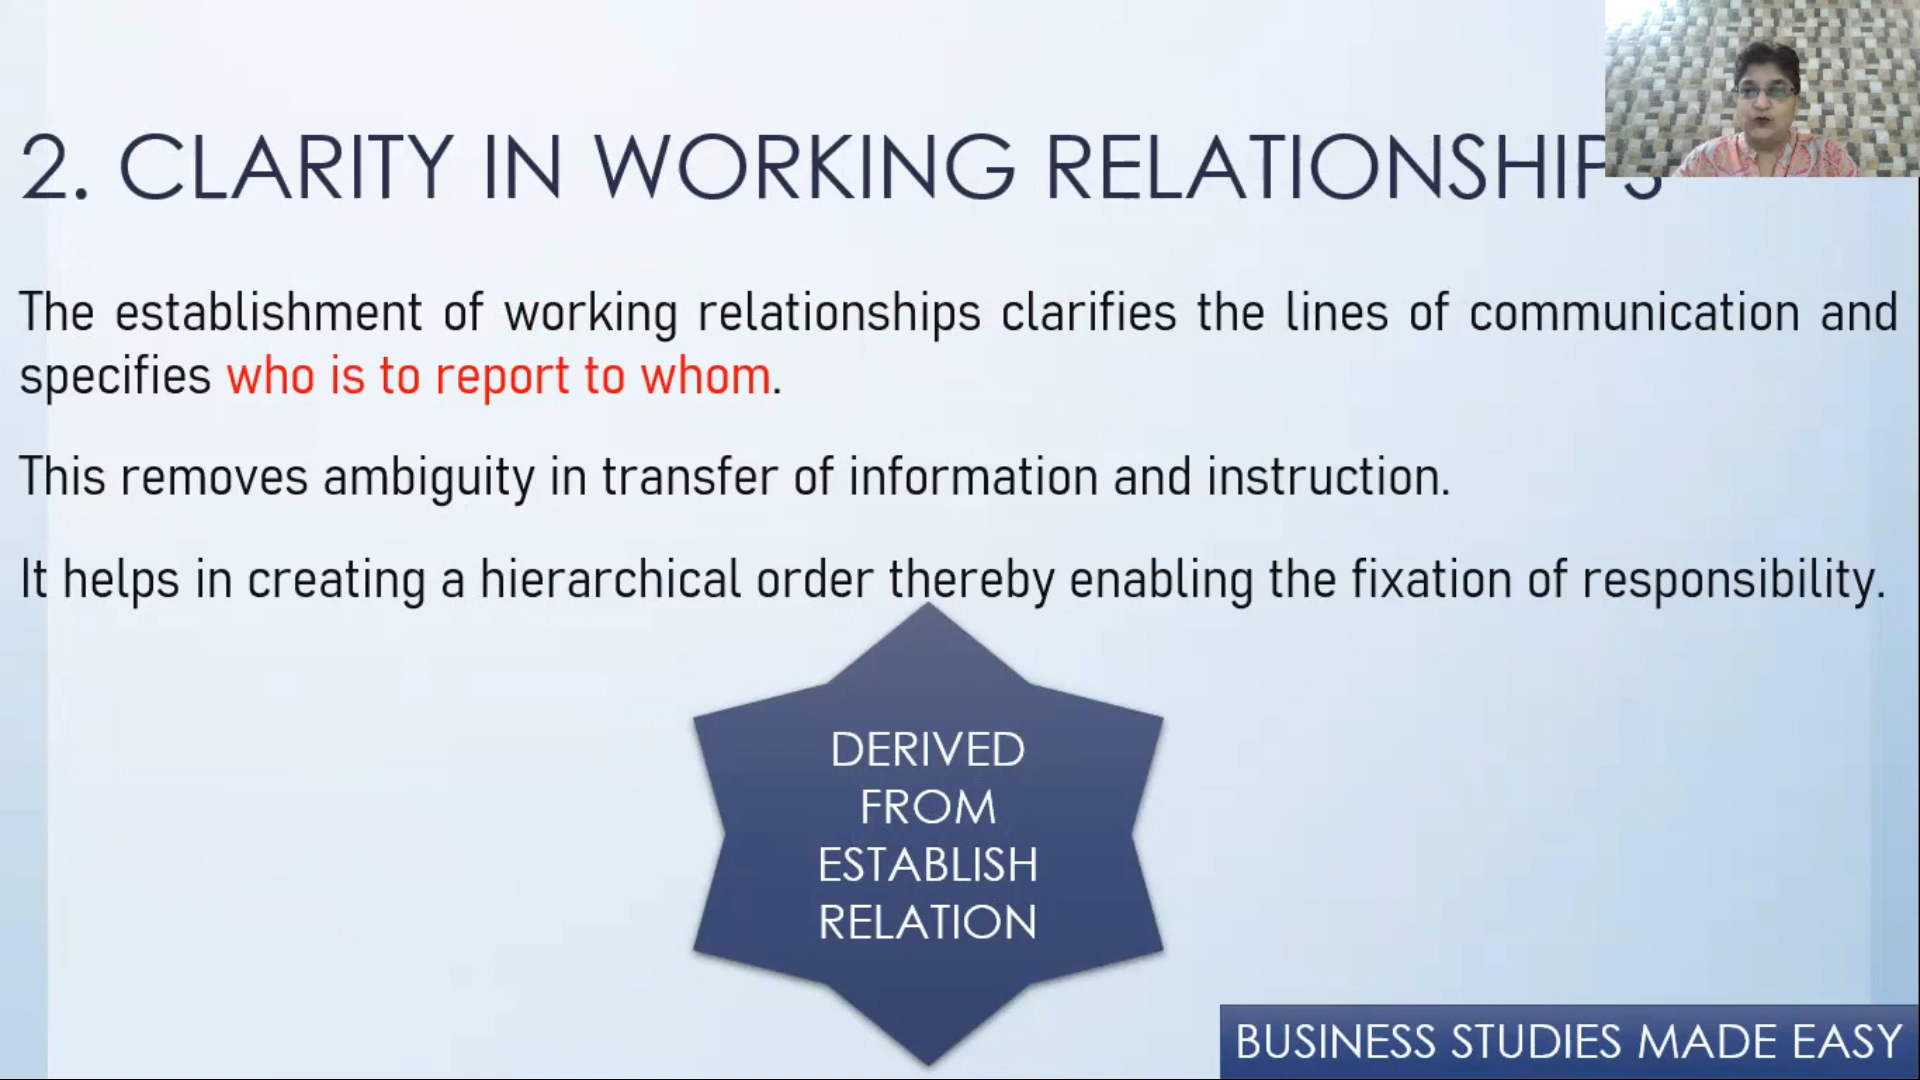 2. CLARITY IN WORKING RELATIONSHIPS
The establishment of working relationships clarifies the lines of communication and
specifies who is to report to whom.
This removes ambiguity in transfer of information and instruction.
It helps in creating a hierarchical order thereby enabling the fixation of responsibility.
DERIVED
FROM
ESTABLISH
RELATION
BUSINESS STUDIES MADE EASY